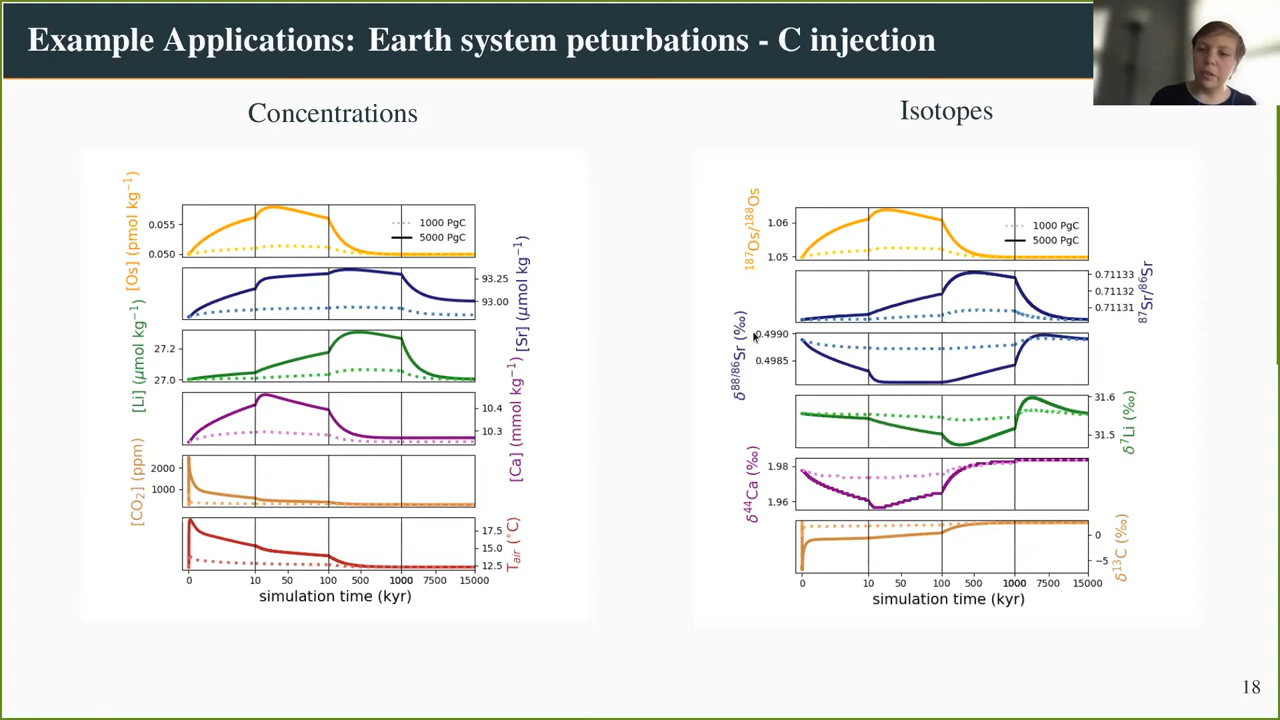 Example Applications: Earth system peturbations - C injection
Concentrations
[Os] (pmol kg⁻¹)
0.055
0.050
1000 PgC
5000 PgC
[Sr] (μmol kg⁻¹)
93.25
93.00
[Li] (μmol kg⁻¹)
27.2
27.0
[Ca] (mmol kg⁻¹)
10.4
10.3
[CO₂] (ppm)
2000
1000
T_air (°C)
17.5
15.0
12.5
0 10 50 100 500 1000 7500 15000
simulation time (kyr)
Isotopes
¹⁸⁷Os/¹⁸⁸Os
1.06
1.05
1000 PgC
5000 PgC
⁸⁷Sr/⁸⁶Sr
0.71133
0.71132
0.71131
δ⁸⁸/⁸⁶Sr (‰)
0.4990
0.4985
δ⁷Li (‰)
31.6
31.5
δ⁴⁴Ca (‰)
1.98
1.96
δ¹³C (‰)
0
−5
0 10 50 100 500 1000 7500 15000
simulation time (kyr)
18